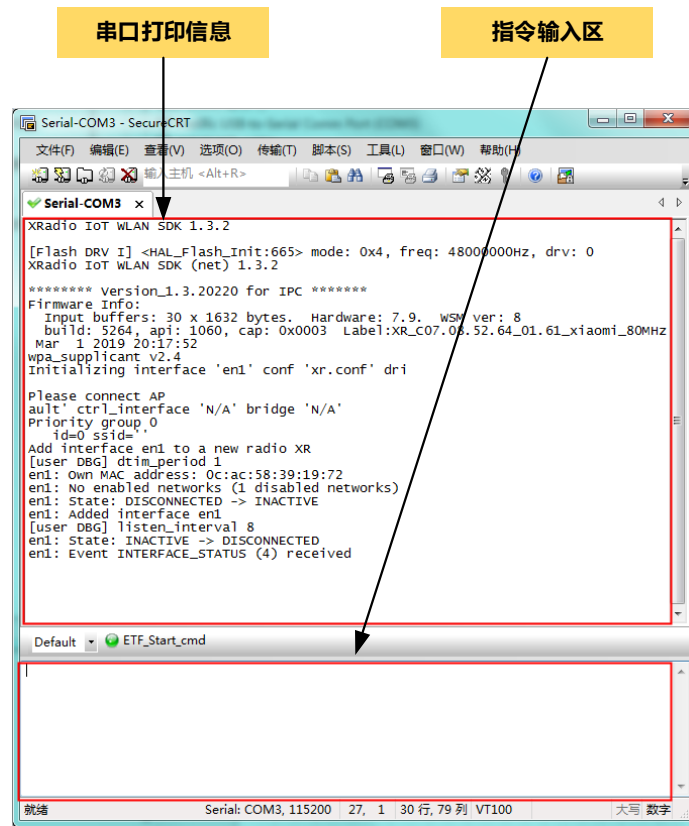 串口打印信息
指令输入区
Serial-COM3 - SecureCRT
文件(F) 编辑(E) 查看(V) 选项(O) 传输(T) 脚本(S) 工具(L) 窗口(W) 帮助(H)
输入主机 <Alt+R>
Serial-COM3 x
XRadio IoT WLAN SDK 1.3.2
[Flash DRV I] <HAL_Flash_Init:665> mode: 0x4, freq: 48000000Hz, drv: 0
XRadio IoT WLAN SDK (net) 1.3.2
******** Version_1.3.20220 for IPC *******
Firmware Info:
Input buffers: 30 x 1632 bytes. Hardware: 7.9. WSM ver: 8
build: 5264, api: 1060, cap: 0x0003 Label:XR_C07.08.52.64_01.61_xiaomi_80MHz
Mar 1 2019 20:17:52
wpa_supplicant v2.4
Initializing interface 'en1' conf 'xr.conf' dri
Please connect AP
ault' ctrl_interface 'N/A' bridge 'N/A'
Priority group 0
id=0 ssid=''
Add interface en1 to a new radio XR
[user DBG] dtim_period 1
en1: Own MAC address: 0c:ac:58:39:19:72
en1: No enabled networks (1 disabled networks)
en1: State: DISCONNECTED -> INACTIVE
en1: Added interface en1
[user DBG] listen_interval 8
en1: State: INACTIVE -> DISCONNECTED
en1: Event INTERFACE_STATUS (4) received
Default ETF_Start_cmd
就绪 Serial: COM3, 115200 27, 1 30 行, 79 列 VT100 大写 数字